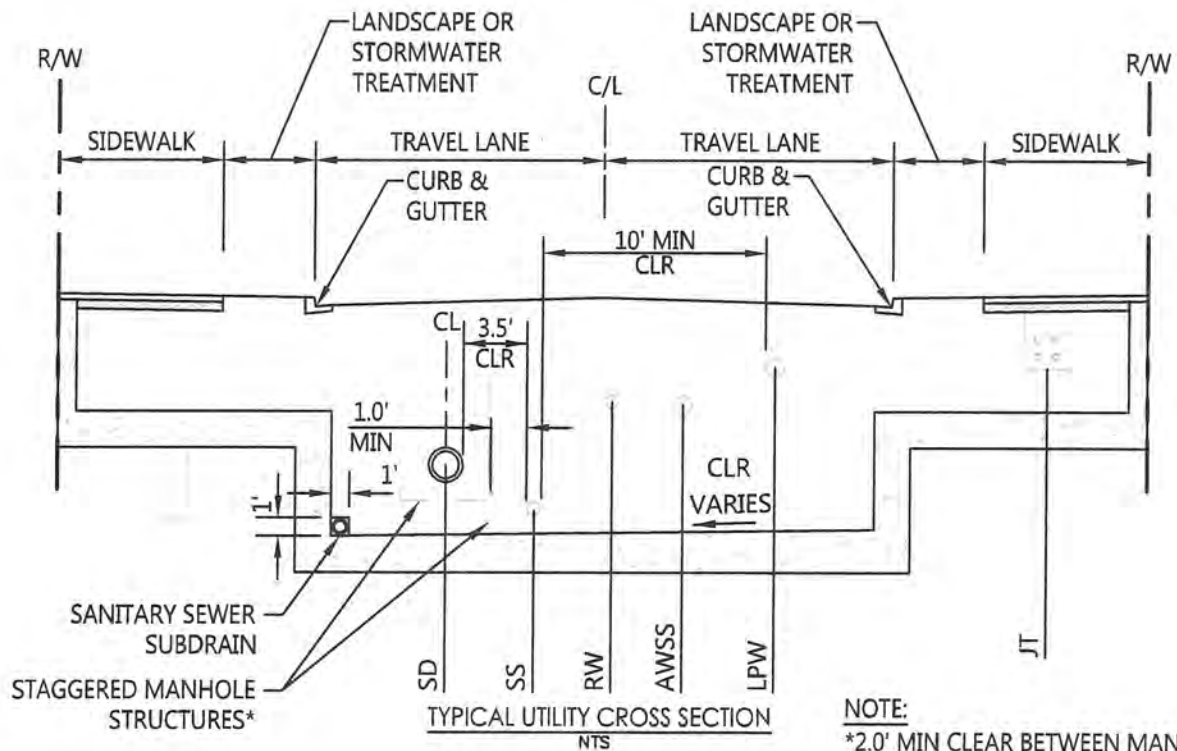 LANDSCAPE OR
STORMWATER
TREATMENT
LANDSCAPE OR
STORMWATER
TREATMENT
R/W
C/L
R/W
SIDEWALK
TRAVEL LANE
TRAVEL LANE
SIDEWALK
CURB &
GUTTER
CURB &
GUTTER
10' MIN
CLR
CL
3.5'
CLR
1.0'
MIN
1'
1'
CLR
VARIES
SANITARY SEWER
SUBDRAIN
STAGGERED MANHOLE
STRUCTURES*
SD
SS
RW
AWSS
LPW
JT
TYPICAL UTILITY CROSS SECTION
NTS
NOTE:
*2.0' MIN CLEAR BETWEEN MAN